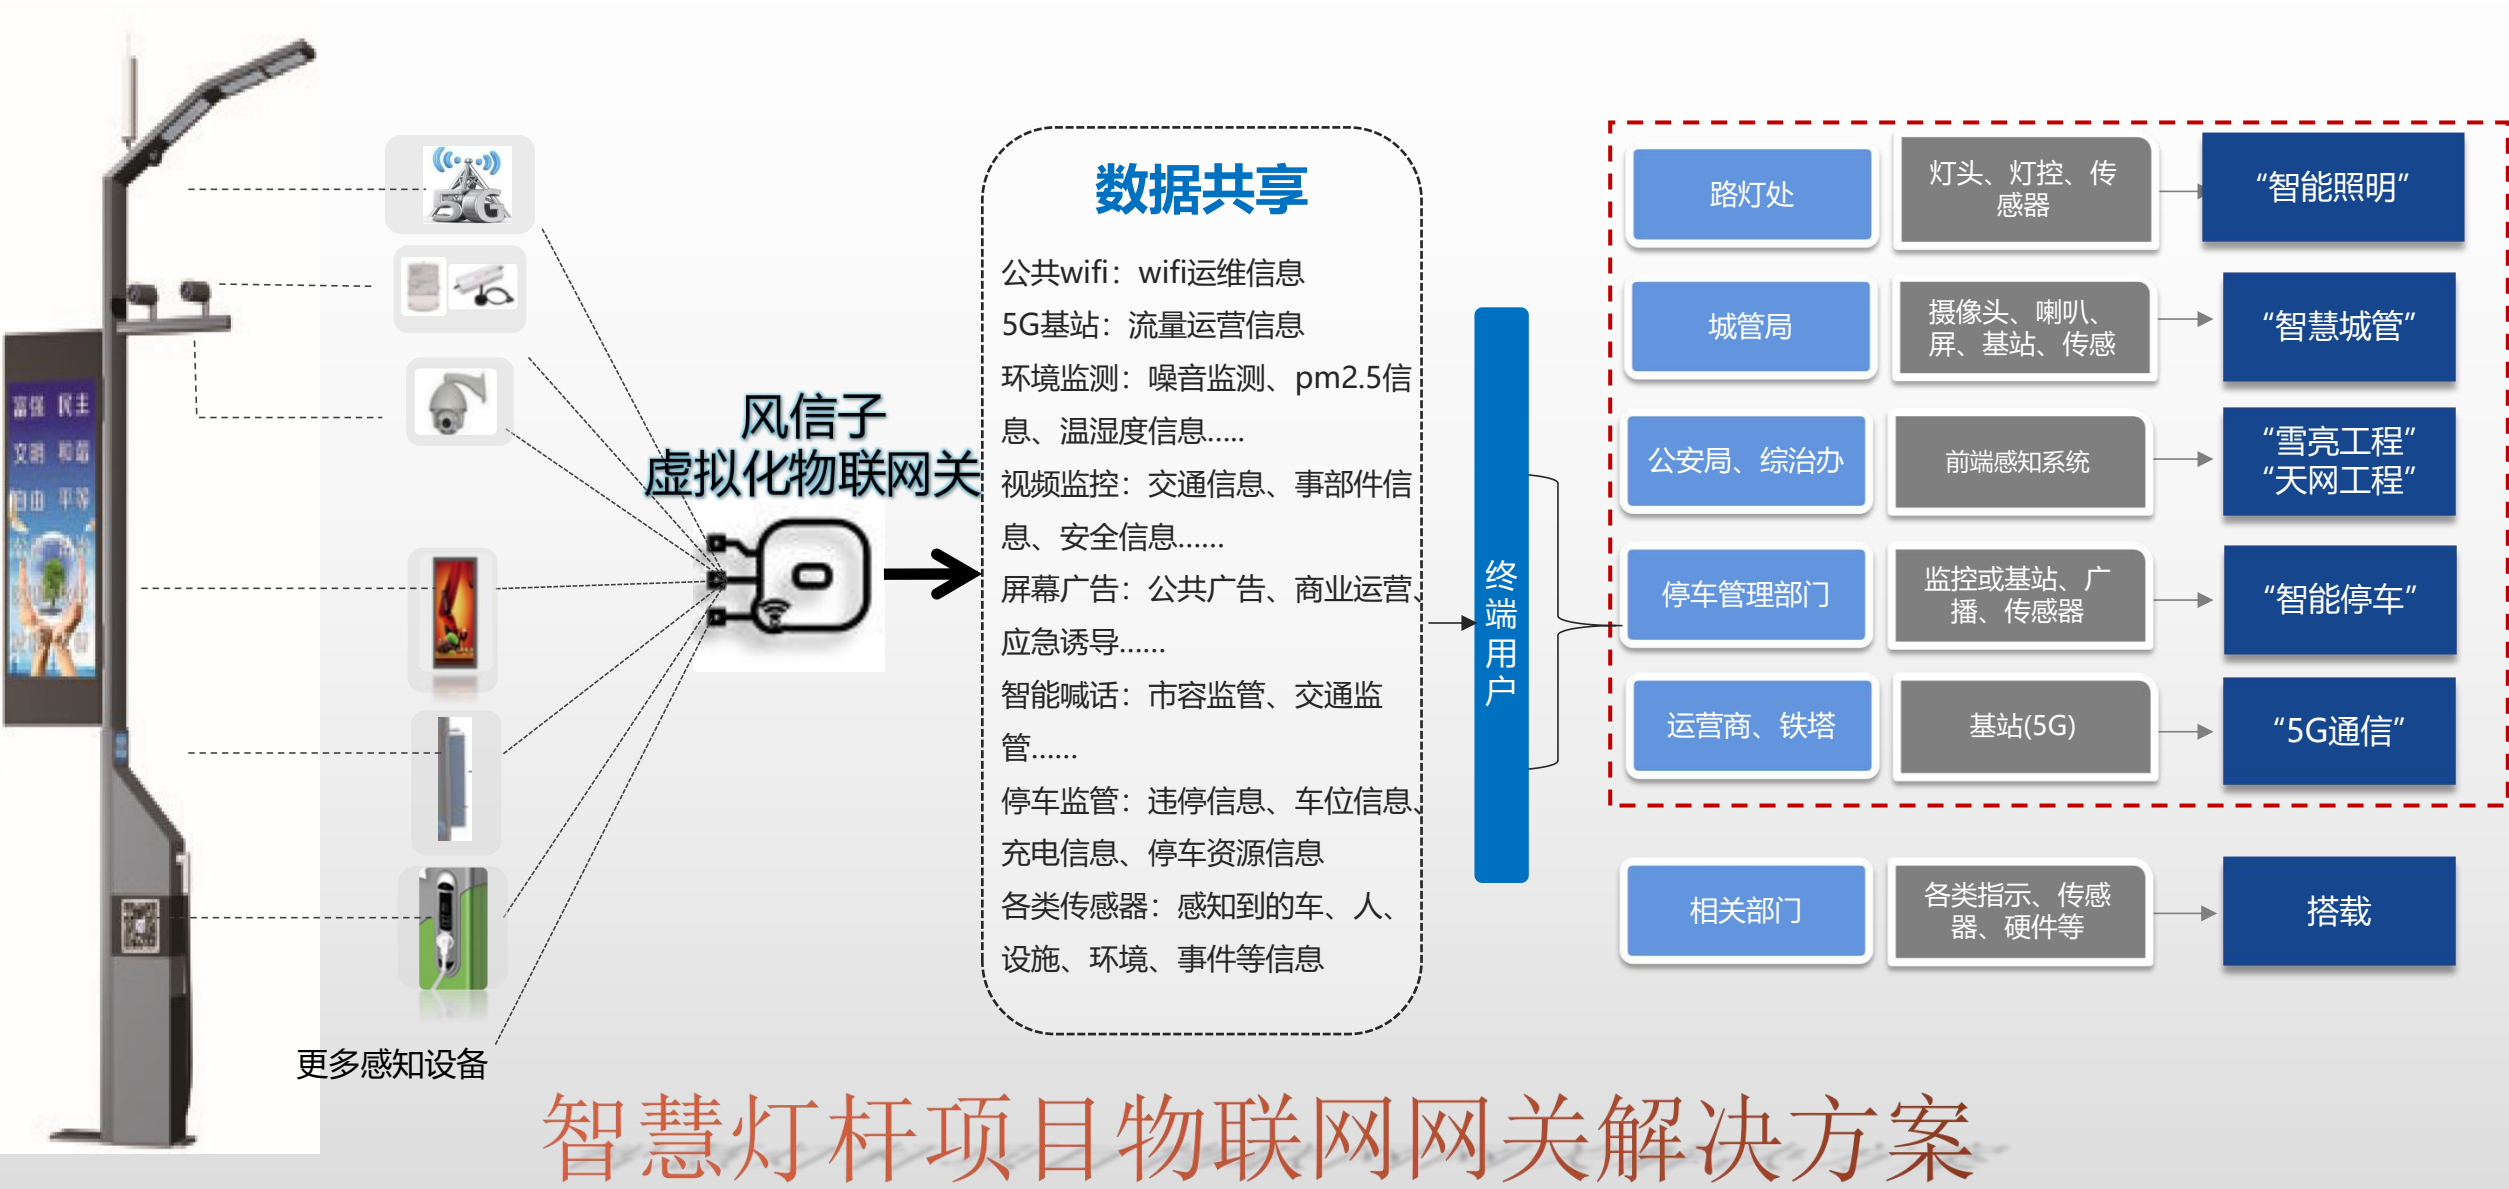 富强 民主
文明 和谐
自由 平等
5G
更多感知设备
风信子
虚拟化物联网关
数据共享
公共wifi：wifi运维信息
5G基站：流量运营信息
环境监测：噪音监测、pm2.5信
息、温湿度信息.....
视频监控：交通信息、事部件信
息、安全信息......
屏幕广告：公共广告、商业运营、
应急诱导......
智能喊话：市容监管、交通监
管......
停车监管：违停信息、车位信息、
充电信息、停车资源信息
各类传感器：感知到的车、人、
设施、环境、事件等信息
终端用户
路灯处
灯头、灯控、传
感器
“智能照明”
城管局
摄像头、喇叭、
屏、基站、传感
“智慧城管”
公安局、综治办
前端感知系统
“雪亮工程”
“天网工程”
停车管理部门
监控或基站、广
播、传感器
“智能停车”
运营商、铁塔
基站(5G)
“5G通信”
相关部门
各类指示、传感
器、硬件等
搭载
智慧灯杆项目物联网网关解决方案